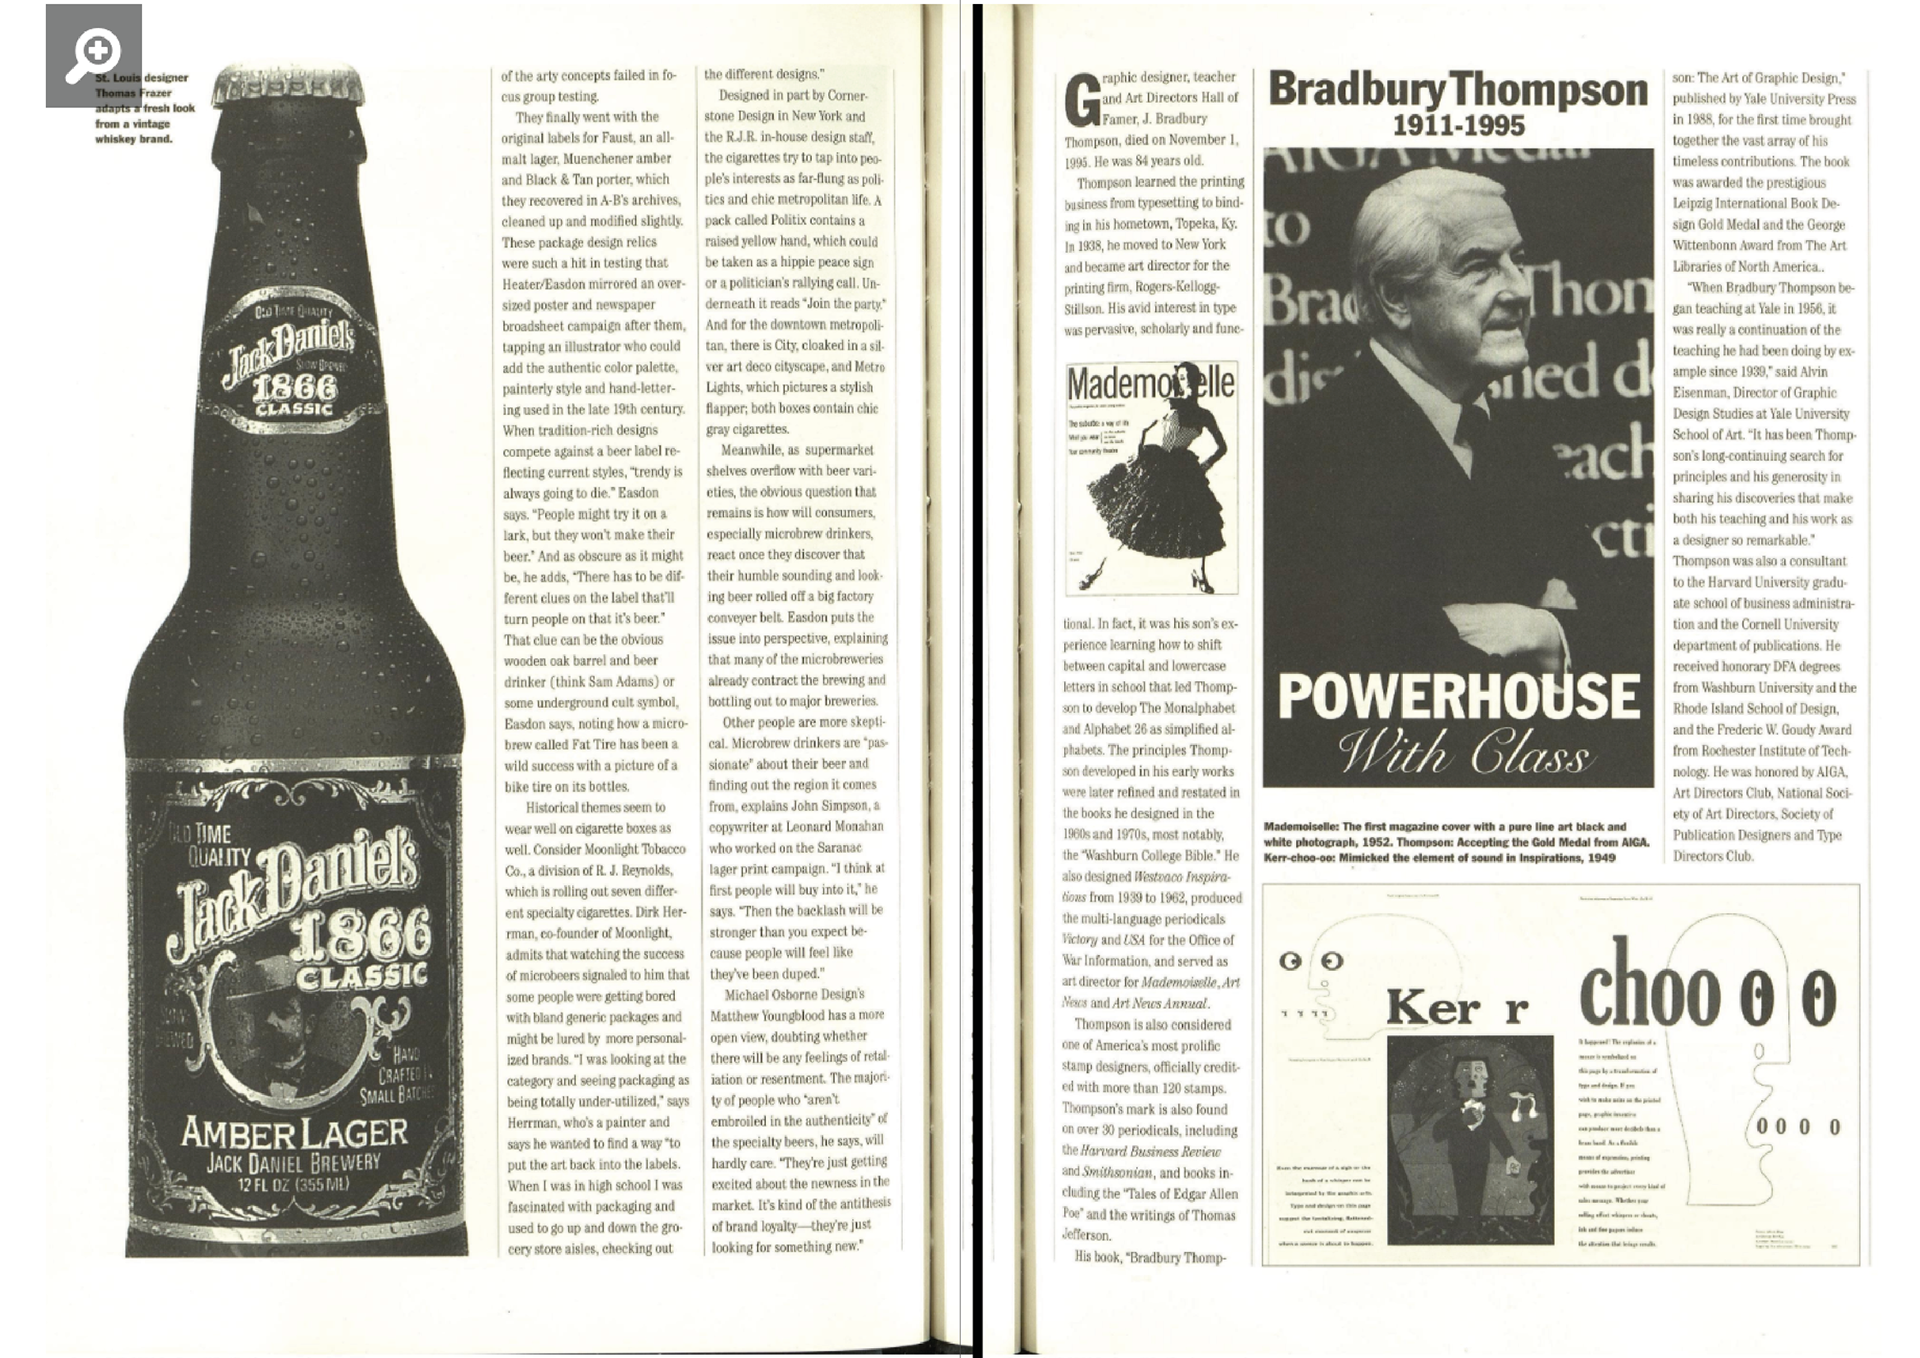 St. Louis designer
Thomas Frazer
adapts a fresh look
from a vintage
whiskey brand.
OLD TIME QUALITY
Jack Daniel's
SLOW BREWED
1866
CLASSIC
OLD TIME
QUALITY
Jack Daniel's
1866
CLASSIC
SLOW
BREWED
HAND
CRAFTED IN
SMALL BATCHES
AMBER LAGER
JACK DANIEL BREWERY
12 FL OZ (355 ML)
of the arty concepts failed in fo-
cus group testing.
They finally went with the
original labels for Faust, an all-
malt lager, Muenchener amber
and Black & Tan porter, which
they recovered in A-B's archives,
cleaned up and modified slightly.
These package design relics
were such a hit in testing that
Heater/Easdon mirrored an over-
sized poster and newspaper
broadsheet campaign after them,
tapping an illustrator who could
add the authentic color palette,
painterly style and hand-letter-
ing used in the late 19th century.
When tradition-rich designs
compete against a beer label re-
flecting current styles, "trendy is
always going to die." Easdon
says. "People might try it on a
lark, but they won't make their
beer." And as obscure as it might
be, he adds, "There has to be dif-
ferent clues on the label that'll
turn people on that it's beer."
That clue can be the obvious
wooden oak barrel and beer
drinker (think Sam Adams) or
some underground cult symbol,
Easdon says, noting how a micro-
brew called Fat Tire has been a
wild success with a picture of a
bike tire on its bottles.
Historical themes seem to
wear well on cigarette boxes as
well. Consider Moonlight Tobacco
Co., a division of R. J. Reynolds,
which is rolling out seven differ-
ent specialty cigarettes. Dirk Her-
rman, co-founder of Moonlight,
admits that watching the success
of microbeers signaled to him that
some people were getting bored
with bland generic packages and
might be lured by more personal-
ized brands. "I was looking at the
category and seeing packaging as
being totally under-utilized," says
Herrman, who's a painter and
says he wanted to find a way "to
put the art back into the labels.
When I was in high school I was
fascinated with packaging and
used to go up and down the gro-
cery store aisles, checking out
the different designs."
Designed in part by Corner-
stone Design in New York and
the R.J.R. in-house design staff,
the cigarettes try to tap into peo-
ple's interests as far-flung as poli-
tics and chic metropolitan life. A
pack called Politix contains a
raised yellow hand, which could
be taken as a hippie peace sign
or a politician's rallying call. Un-
derneath it reads "Join the party."
And for the downtown metropoli-
tan, there is City, cloaked in a sil-
ver art deco cityscape, and Metro
Lights, which pictures a stylish
flapper; both boxes contain chic
gray cigarettes.
Meanwhile, as supermarket
shelves overflow with beer vari-
eties, the obvious question that
remains is how will consumers,
especially microbrew drinkers,
react once they discover that
their humble sounding and look-
ing beer rolled off a big factory
conveyer belt. Easdon puts the
issue into perspective, explaining
that many of the microbreweries
already contract the brewing and
bottling out to major breweries.
Other people are more skepti-
cal. Microbrew drinkers are "pas-
sionate" about their beer and
finding out the region it comes
from, explains John Simpson, a
copywriter at Leonard Monahan
who worked on the Saranac
lager print campaign. "I think at
first people will buy into it," he
says. "Then the backlash will be
stronger than you expect be-
cause people will feel like
they've been duped."
Michael Osborne Design's
Matthew Youngblood has a more
open view, doubting whether
there will be any feelings of retal-
iation or resentment. The majori-
ty of people who "aren't
embroiled in the authenticity" of
the specialty beers, he says, will
hardly care. "They're just getting
excited about the newness in the
market. It's kind of the antithesis
of brand loyalty—they're just
looking for something new."
Graphic designer, teacher
and Art Directors Hall of
Famer, J. Bradbury
Thompson, died on November 1,
1995. He was 84 years old.
Thompson learned the printing
business from typesetting to bind-
ing in his hometown, Topeka, Ky.
In 1938, he moved to New York
and became art director for the
printing firm, Rogers-Kellogg-
Stillson. His avid interest in type
was pervasive, scholarly and func-
Mademoiselle
tional. In fact, it was his son's ex-
perience learning how to shift
between capital and lowercase
letters in school that led Thomp-
son to develop The Monalphabet
and Alphabet 26 as simplified al-
phabets. The principles Thomp-
son developed in his early works
were later refined and restated in
the books he designed in the
1960s and 1970s, most notably,
the "Washburn College Bible." He
also designed Westvaco Inspira-
tions from 1939 to 1962, produced
the multi-language periodicals
Victory and USA for the Office of
War Information, and served as
art director for Mademoiselle, Art
News and Art News Annual.
Thompson is also considered
one of America's most prolific
stamp designers, officially credit-
ed with more than 120 stamps.
Thompson's mark is also found
on over 30 periodicals, including
the Harvard Business Review
and Smithsonian, and books in-
cluding the "Tales of Edgar Allen
Poe" and the writings of Thomas
Jefferson.
His book, "Bradbury Thomp-
Bradbury Thompson
1911-1995
AIGA Medal
to
Brad Thom
dis hed d
each
cti
POWERHOUSE
With Class
Mademoiselle: The first magazine cover with a pure line art black and
white photograph, 1952. Thompson: Accepting the Gold Medal from AIGA.
Kerr-choo-oo: Mimicked the element of sound in Inspirations, 1949
son: The Art of Graphic Design,"
published by Yale University Press
in 1988, for the first time brought
together the vast array of his
timeless contributions. The book
was awarded the prestigious
Leipzig International Book De-
sign Gold Medal and the George
Wittenbonn Award from The Art
Libraries of North America..
"When Bradbury Thompson be-
gan teaching at Yale in 1956, it
was really a continuation of the
teaching he had been doing by ex-
ample since 1939," said Alvin
Eisenman, Director of Graphic
Design Studies at Yale University
School of Art. "It has been Thomp-
son's long-continuing search for
principles and his generosity in
sharing his discoveries that make
both his teaching and his work as
a designer so remarkable."
Thompson was also a consultant
to the Harvard University gradu-
ate school of business administra-
tion and the Cornell University
department of publications. He
received honorary DFA degrees
from Washburn University and the
Rhode Island School of Design,
and the Frederic W. Goudy Award
from Rochester Institute of Tech-
nology. He was honored by AIGA,
Art Directors Club, National Soci-
ety of Art Directors, Society of
Publication Designers and Type
Directors Club.
Ker r
choo o o
o o o o